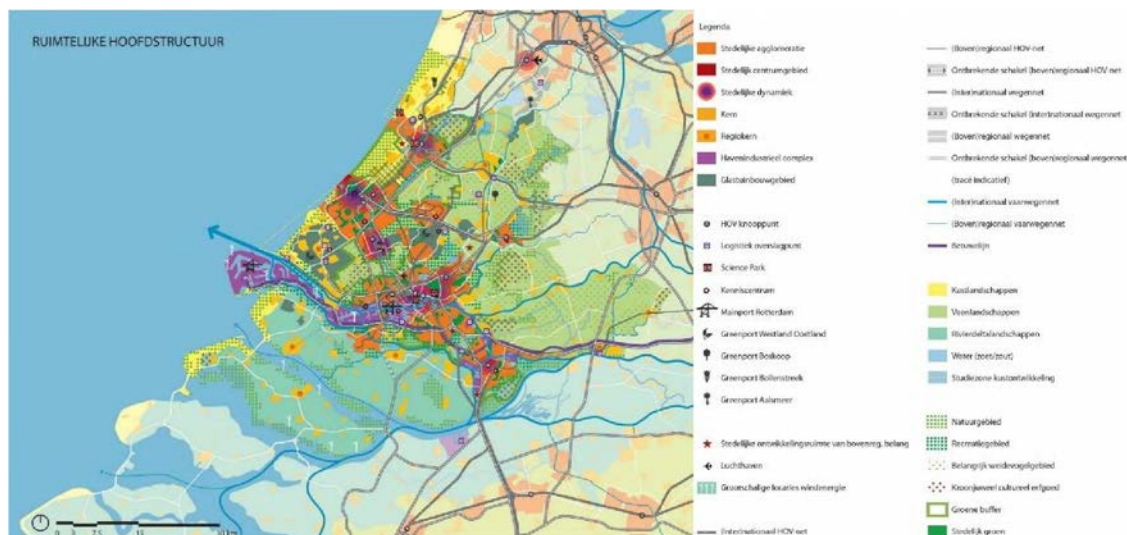 RUIMTELIJKE HOOFDSTRUCTUUR
Legenda
Stedelijke agglomeratie
Stedelijk centrumgebied
Stedelijke dynamiek
Kern
Regiokern
Havenindustrieel complex
Glastuinbouwgebied
HOV knooppunt
Logistiek overslagpunt
Science Park
Kenniscentrum
Mainport Rotterdam
Greenport Westland Oostland
Greenport Boskoop
Greenport Bollenstreek
Greenport Aalsmeer
Stedelijke ontwikkelingsruimte van bovenreg. belang
Luchthaven
Grootschalige locaties windenergie
(Inter)nationaal HOV-net
(Boven)regionaal HOV-net
Ontbrekende schakel (boven)regionaal HOV net
(Inter)nationaal wegennet
Ontbrekende schakel (inter)nationaal wegennet
(Boven)regionaal wegennet
Ontbrekende schakel (boven)regionaal wegennet
(tracé indicatief)
(Inter)nationaal vaarwegennet
(Boven)regionaal vaarwegennet
Betuwelijn
Kustlandschappen
Veenlandschappen
Rivierdeltalandschappen
Water (zoet/zout)
Studiezone kustontwikkeling
Natuurgebied
Recreatiegebied
Belangrijk weidevogelgebied
Kroonjuweel cultureel erfgoed
Groene buffer
Stedelijk groen
7.5 15